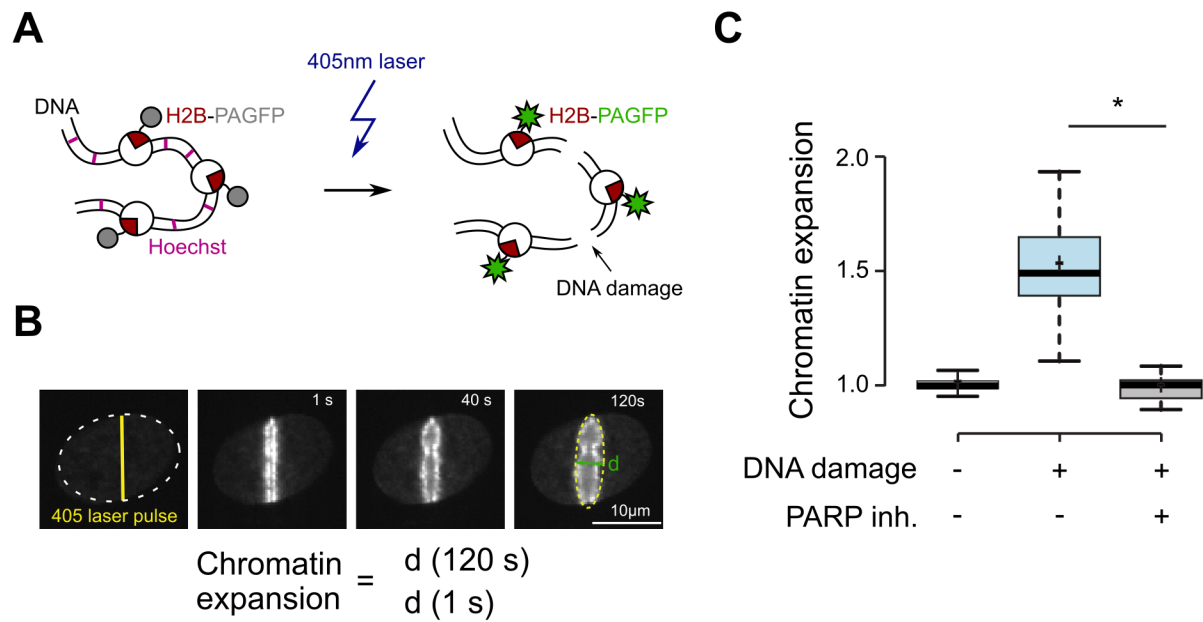 A
405nm laser
DNA
H2B-PAGFP
H2B-PAGFP
Hoechst
DNA damage
B
405 laser pulse
1 s
40 s
120s
d
10µm
Chromatin
expansion
=
d (120 s)
d (1 s)
C
*
Chromatin expansion
2.0
1.5
1.0
DNA damage - + +
PARP inh. - - +